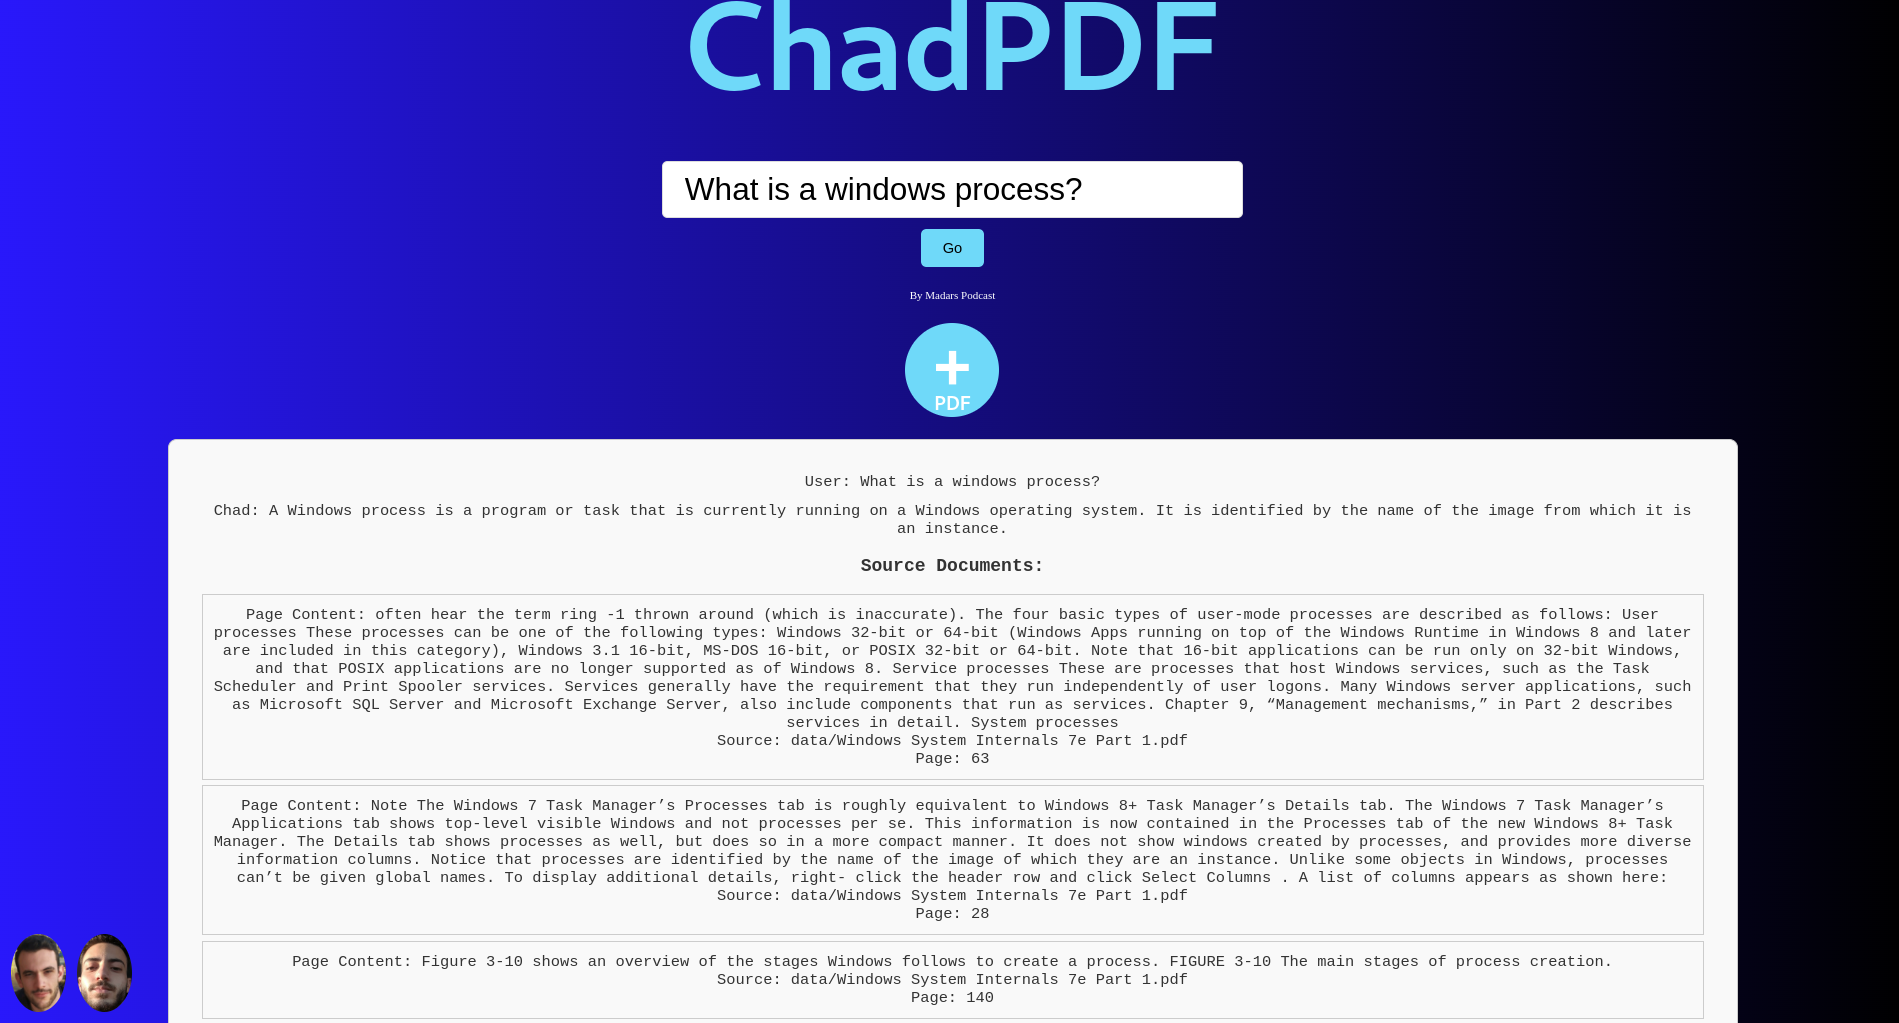 ChadPDF
What is a windows process?
Go
By Madars Podcast
+
PDF
User: What is a windows process?
Chad: A Windows process is a program or task that is currently running on a Windows operating system. It is identified by the name of the image from which it is
an instance.
Source Documents:
Page Content: often hear the term ring -1 thrown around (which is inaccurate). The four basic types of user-mode processes are described as follows: User
processes These processes can be one of the following types: Windows 32-bit or 64-bit (Windows Apps running on top of the Windows Runtime in Windows 8 and later
are included in this category), Windows 3.1 16-bit, MS-DOS 16-bit, or POSIX 32-bit or 64-bit. Note that 16-bit applications can be run only on 32-bit Windows,
and that POSIX applications are no longer supported as of Windows 8. Service processes These are processes that host Windows services, such as the Task
Scheduler and Print Spooler services. Services generally have the requirement that they run independently of user logons. Many Windows server applications, such
as Microsoft SQL Server and Microsoft Exchange Server, also include components that run as services. Chapter 9, “Management mechanisms,” in Part 2 describes
services in detail. System processes
Source: data/Windows System Internals 7e Part 1.pdf
Page: 63
Page Content: Note The Windows 7 Task Manager’s Processes tab is roughly equivalent to Windows 8+ Task Manager’s Details tab. The Windows 7 Task Manager’s
Applications tab shows top-level visible Windows and not processes per se. This information is now contained in the Processes tab of the new Windows 8+ Task
Manager. The Details tab shows processes as well, but does so in a more compact manner. It does not show windows created by processes, and provides more diverse
information columns. Notice that processes are identified by the name of the image of which they are an instance. Unlike some objects in Windows, processes
can’t be given global names. To display additional details, right- click the header row and click Select Columns . A list of columns appears as shown here:
Source: data/Windows System Internals 7e Part 1.pdf
Page: 28
Page Content: Figure 3-10 shows an overview of the stages Windows follows to create a process. FIGURE 3-10 The main stages of process creation.
Source: data/Windows System Internals 7e Part 1.pdf
Page: 140